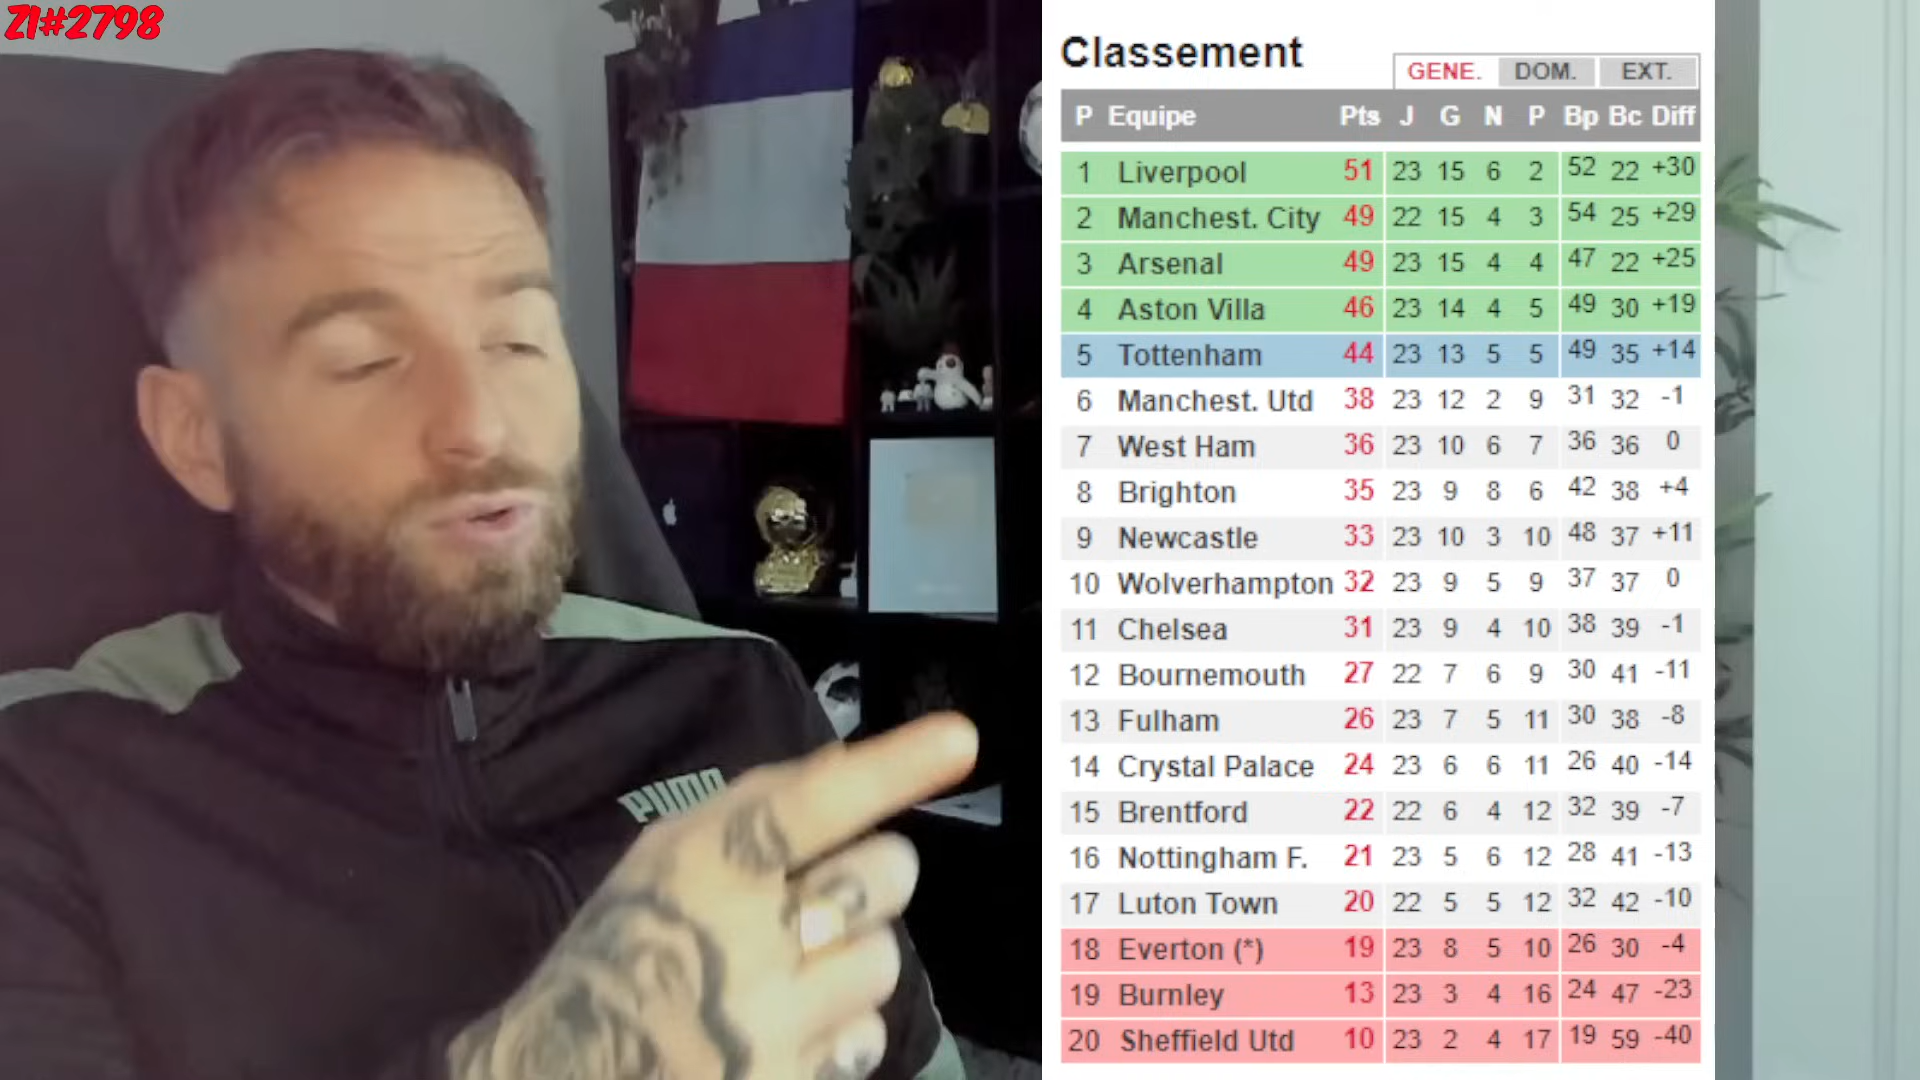 ZI#2798
Classement
GENE. DOM. EXT.
P Equipe Pts J G N P Bp Bc Diff
1 Liverpool 51 23 15 6 2 52 22 +30
2 Manchest. City 49 22 15 4 3 54 25 +29
3 Arsenal 49 23 15 4 4 47 22 +25
4 Aston Villa 46 23 14 4 5 49 30 +19
5 Tottenham 44 23 13 5 5 49 35 +14
6 Manchest. Utd 38 23 12 2 9 31 32 -1
7 West Ham 36 23 10 6 7 36 36 0
8 Brighton 35 23 9 8 6 42 38 +4
9 Newcastle 33 23 10 3 10 48 37 +11
10 Wolverhampton 32 23 9 5 9 37 37 0
11 Chelsea 31 23 9 4 10 38 39 -1
12 Bournemouth 27 22 7 6 9 30 41 -11
13 Fulham 26 23 7 5 11 30 38 -8
14 Crystal Palace 24 23 6 6 11 26 40 -14
15 Brentford 22 22 6 4 12 32 39 -7
16 Nottingham F. 21 23 5 6 12 28 41 -13
17 Luton Town 20 22 5 5 12 32 42 -10
18 Everton (*) 19 23 8 5 10 26 30 -4
19 Burnley 13 23 3 4 16 24 47 -23
20 Sheffield Utd 10 23 2 4 17 19 59 -40
PUMA